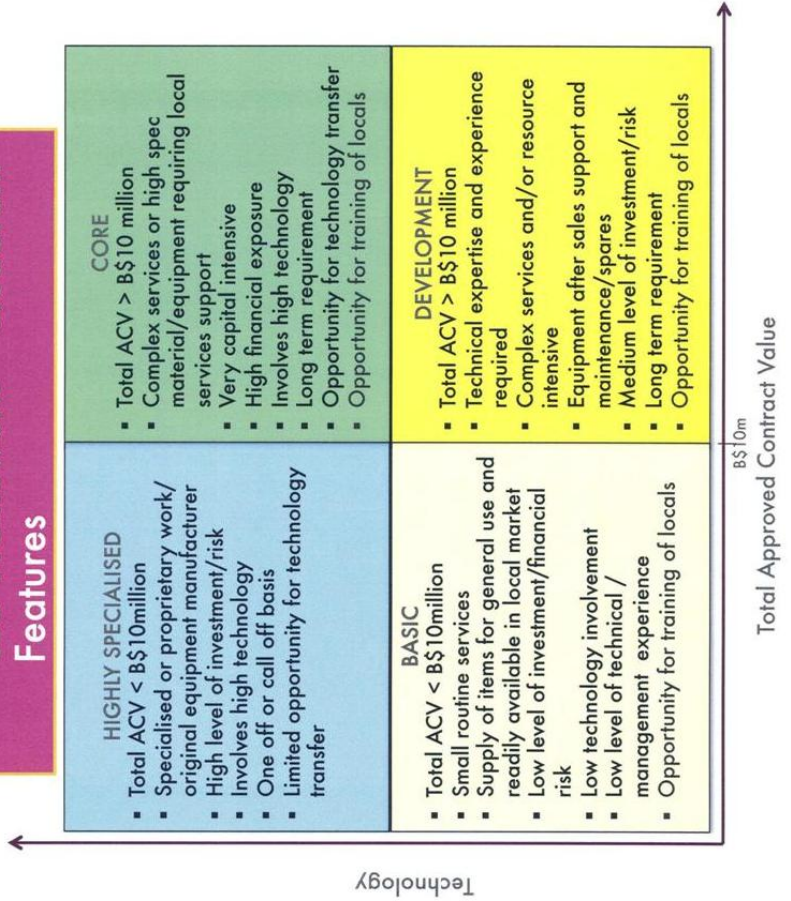 Features
HIGHLY SPECIALISED
▪ Total ACV < B$10million
▪ Specialised or proprietary work/
original equipment manufacturer
▪ High level of investment/risk
▪ Involves high technology
▪ One off or call off basis
▪ Limited opportunity for technology
transfer
CORE
▪ Total ACV > B$10 million
▪ Complex services or high spec
material/equipment requiring local
services support
▪ Very capital intensive
▪ High financial exposure
▪ Involves high technology
▪ Long term requirement
▪ Opportunity for technology transfer
▪ Opportunity for training of locals
BASIC
▪ Total ACV < B$10million
▪ Small routine services
▪ Supply of items for general use and
readily available in local market
▪ Low level of investment/financial
risk
▪ Low technology involvement
▪ Low level of technical /
management experience
▪ Opportunity for training of locals
DEVELOPMENT
▪ Total ACV > B$10 million
▪ Technical expertise and experience
required
▪ Complex services and/or resource
intensive
▪ Equipment after sales support and
maintenance/spares
▪ Medium level of investment/risk
▪ Long term requirement
▪ Opportunity for training of locals
Technology
B$10m
Total Approved Contract Value